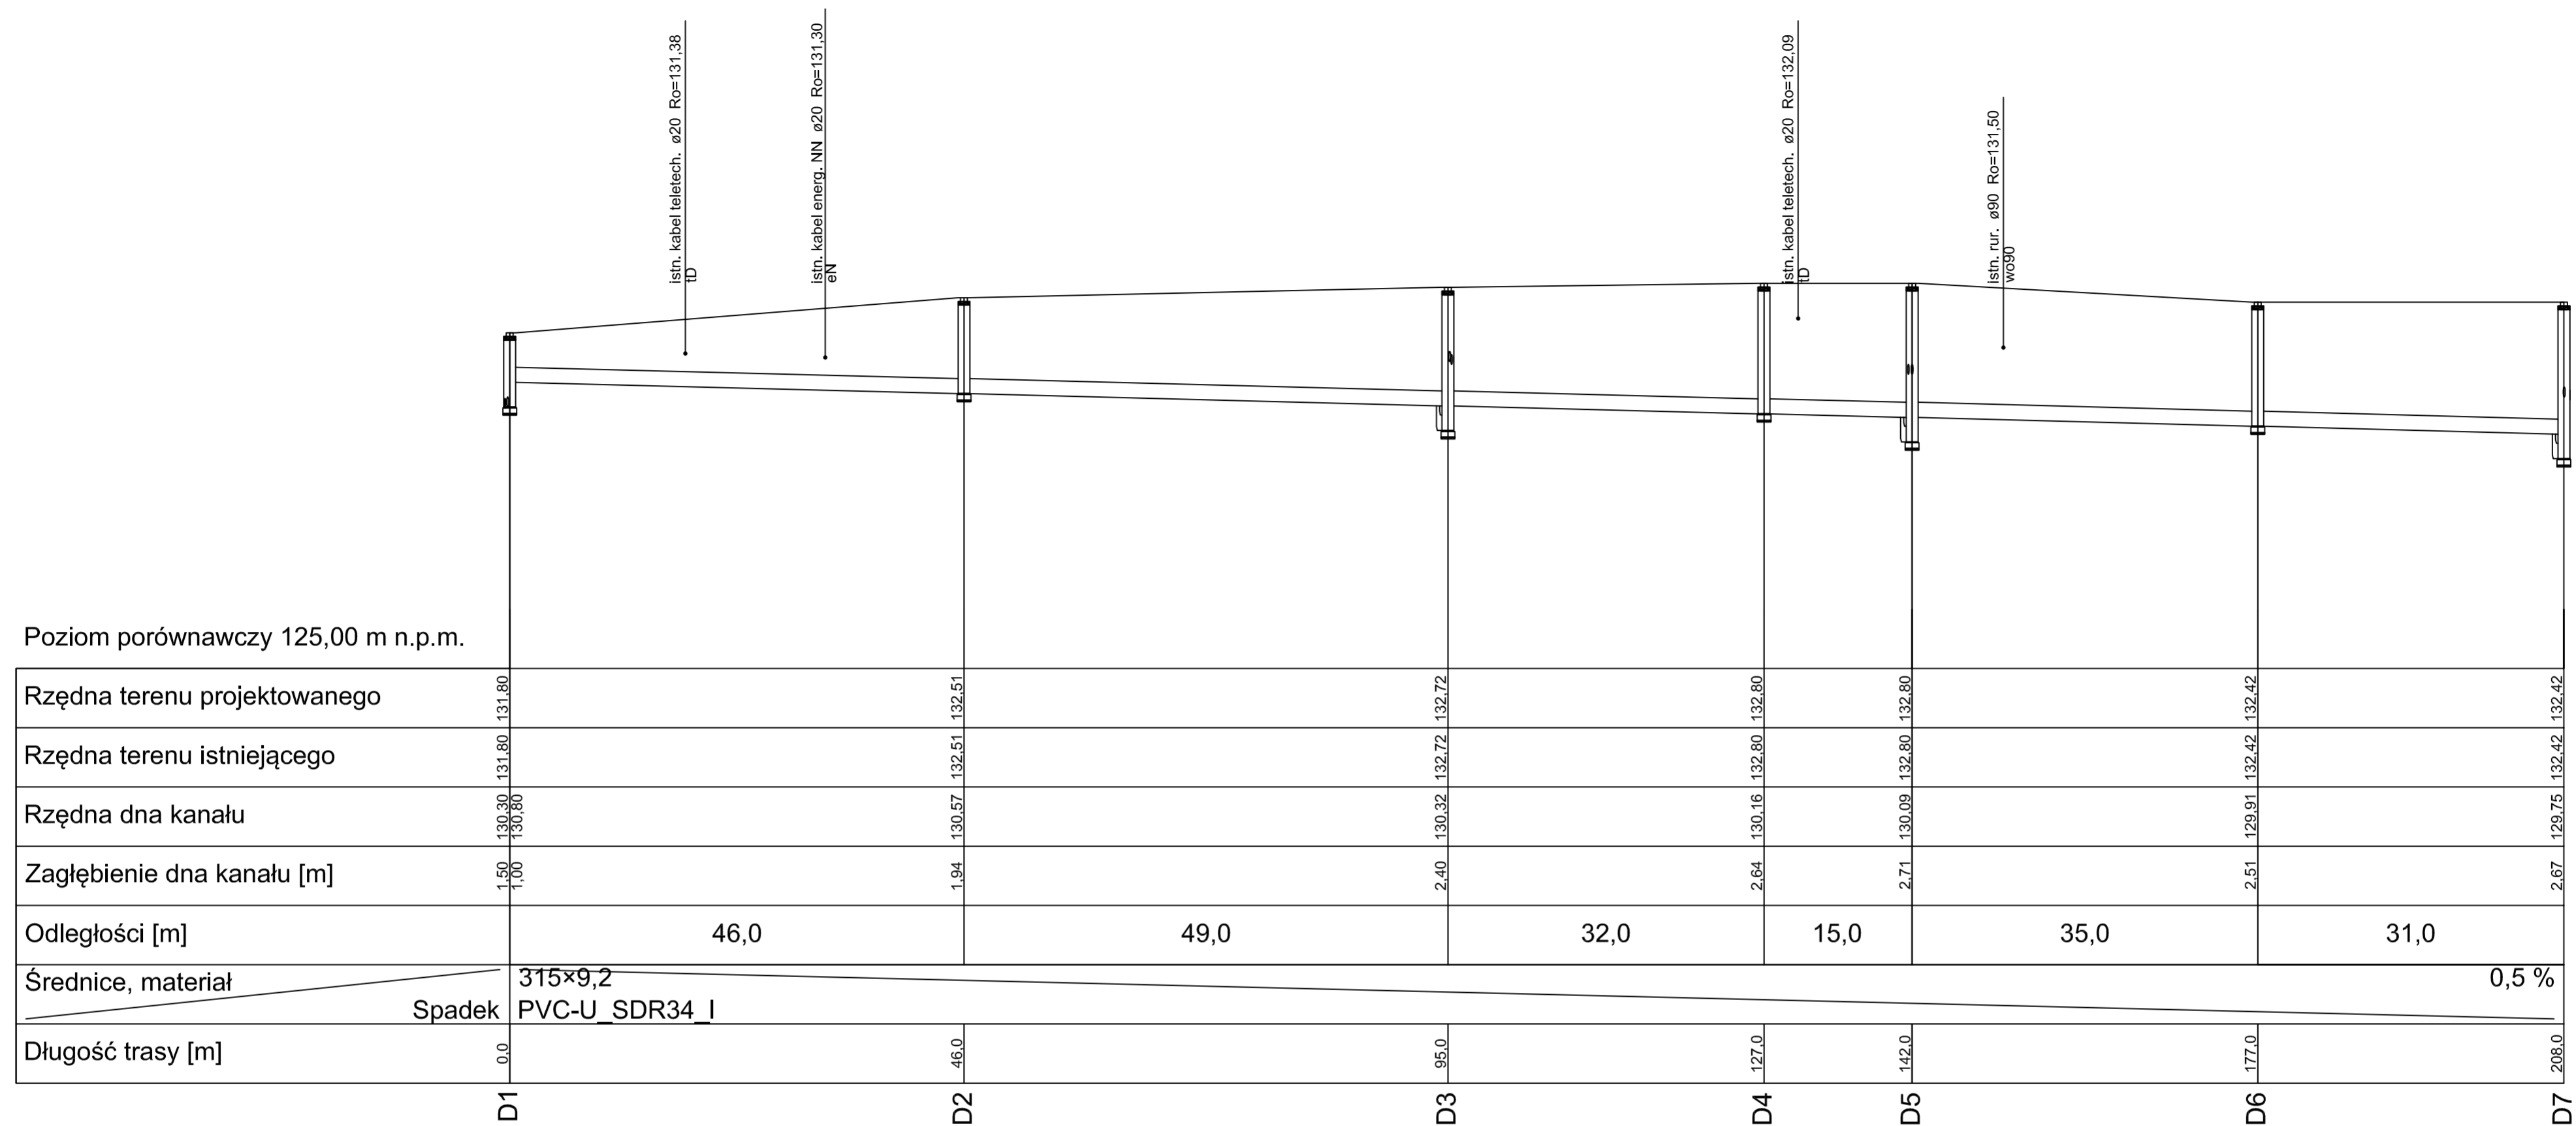 istn. kabel teletech. ø20 Ro=131,38
tD
istn. kabel energ. NN ø20 Ro=131,30
eN
istn. kabel teletech. ø20 Ro=132,09
tD
istn. rur. ø90 Ro=131,50
wo90
Poziom porównawczy 125,00 m n.p.m.
Rzędna terenu projektowanego 131,80 132,51 132,72 132,80 132,80 132,42 132,42
Rzędna terenu istniejącego 131,80 132,51 132,72 132,80 132,80 132,42 132,42
Rzędna dna kanału 130,30 130,80 130,57 130,32 130,16 130,09 129,91 129,75
Zagłębienie dna kanału [m] 1,50 1,00 1,94 2,40 2,64 2,71 2,51 2,67
Odległości [m] 46,0 49,0 32,0 15,0 35,0 31,0
Średnice, materiał 315×9,2 0,5 %
Spadek PVC-U_SDR34_I
Długość trasy [m] 0,0 46,0 95,0 127,0 142,0 177,0 208,0
D1 D2 D3 D4 D5 D6 D7